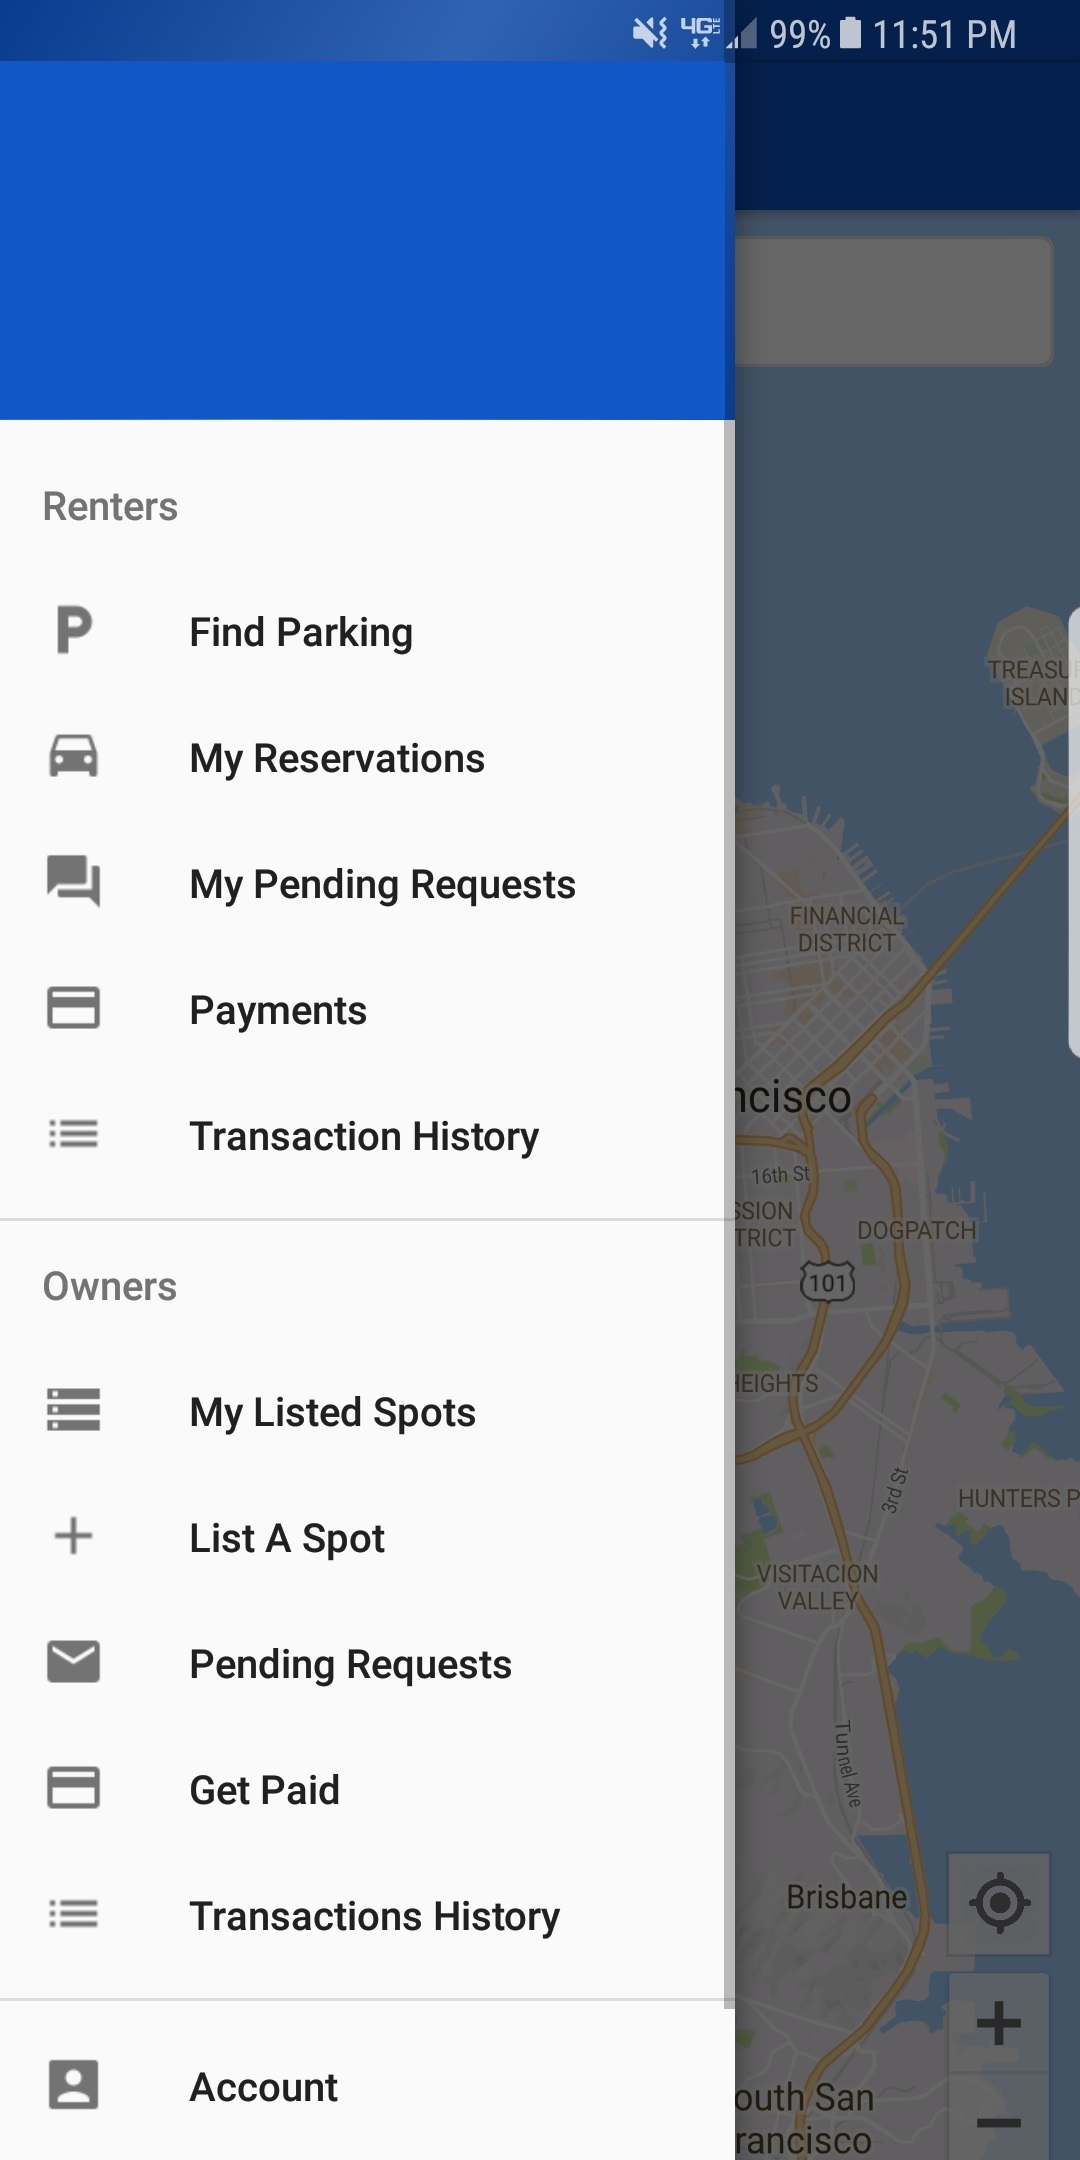 4G LTE 99% 11:51 PM
Renters
P Find Parking
My Reservations
My Pending Requests
Payments
Transaction History
Owners
My Listed Spots
List A Spot
Pending Requests
Get Paid
Transactions History
Account
TREASU
ISLAND
FINANCIAL
DISTRICT
ncisco
16th St
SSION
TRICT
DOGPATCH
101
HEIGHTS
3rd St
HUNTERS P
VISITACION
VALLEY
Tunnel Ave
Brisbane
outh San
rancisco